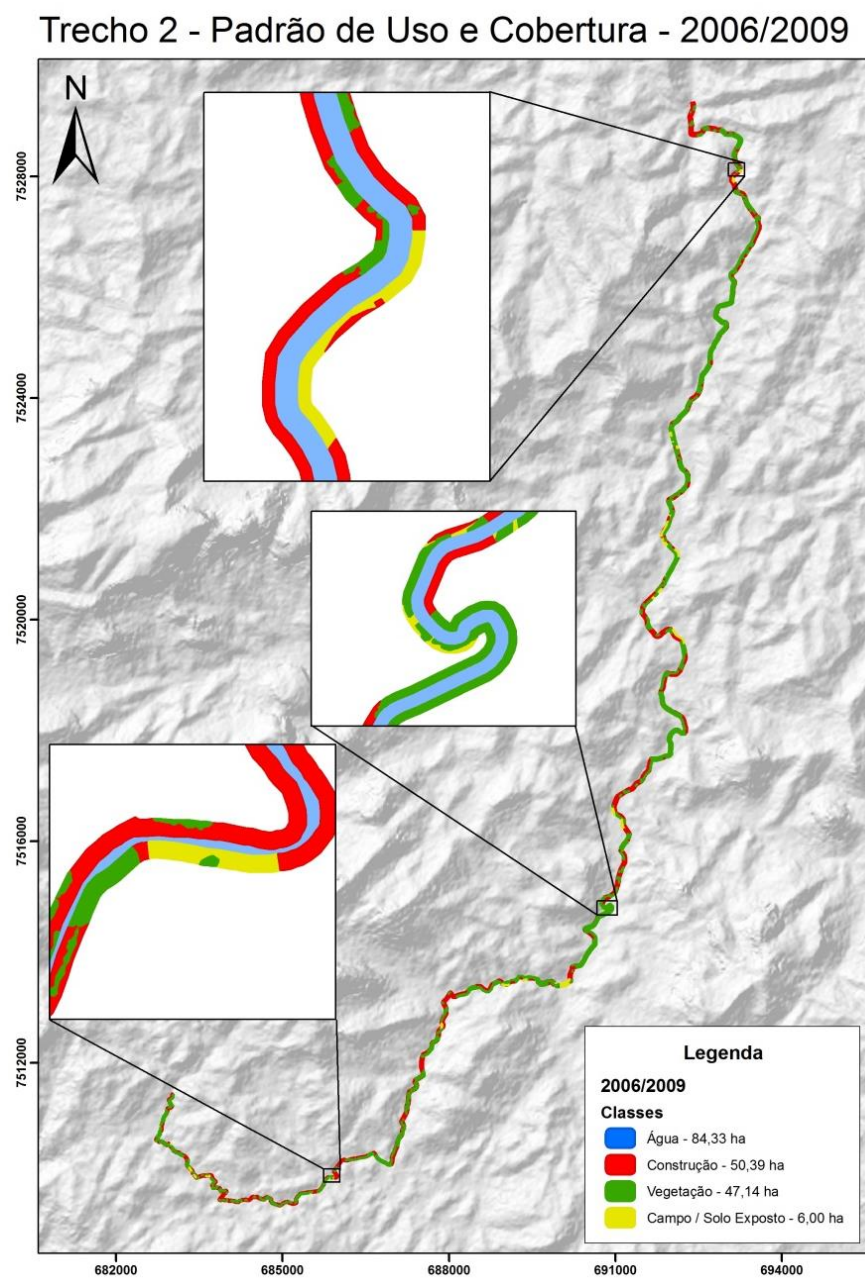 Trecho 2 - Padrão de Uso e Cobertura - 2006/2009
N
7528000
7524000
7520000
7516000
7512000
Legenda
2006/2009
Classes
Água - 84,33 ha
Construção - 50,39 ha
Vegetação - 47,14 ha
Campo / Solo Exposto - 6,00 ha
682000 685000 688000 691000 694000